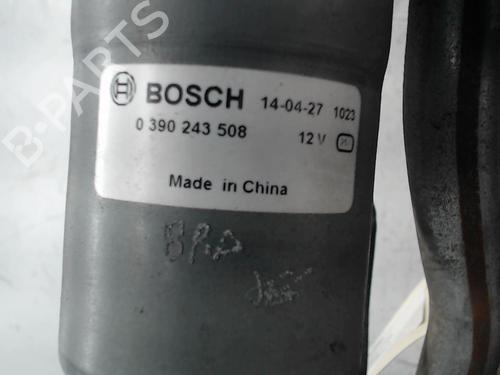 B-PARTS
BOSCH 14-04-27 1023
0 390 243 508 12 V
Made in China